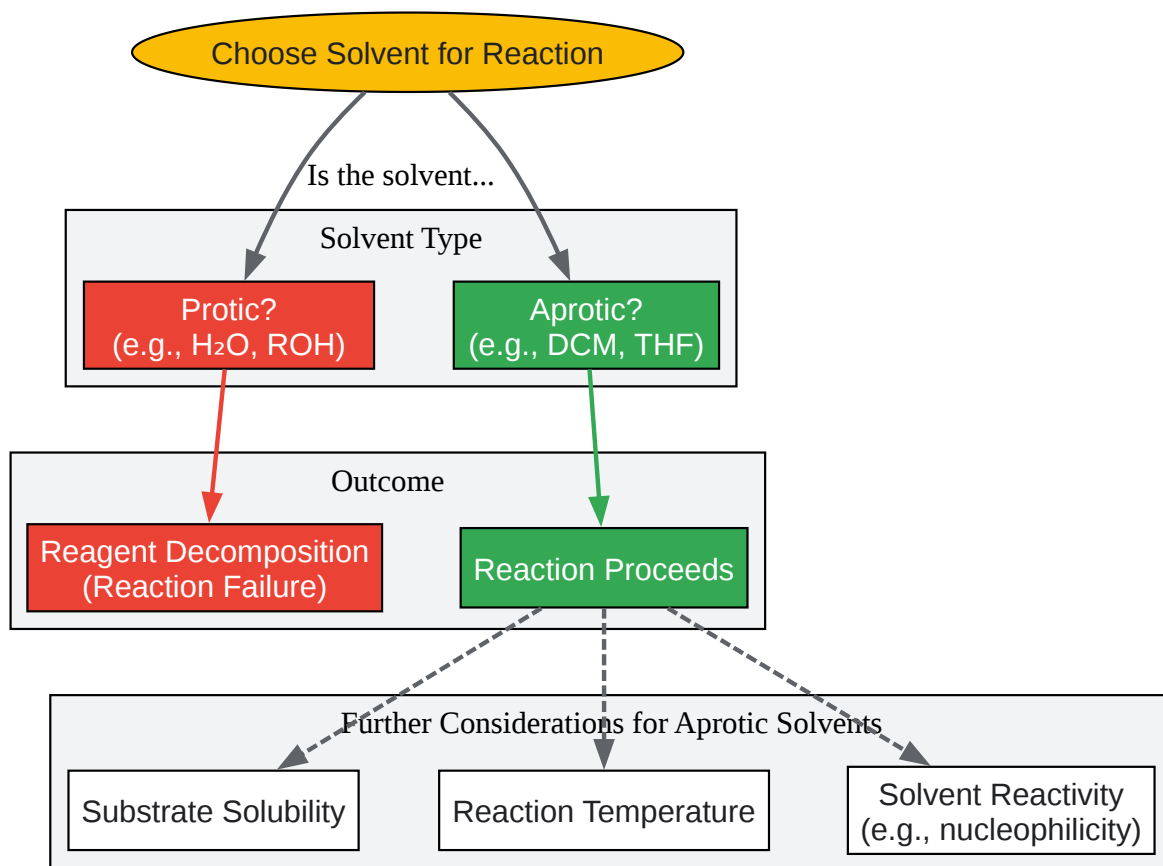 Choose Solvent for Reaction
Is the solvent...
Solvent Type
Protic?
(e.g., H₂O, ROH)
Aprotic?
(e.g., DCM, THF)
Outcome
Reagent Decomposition
(Reaction Failure)
Reaction Proceeds
Further Considerations for Aprotic Solvents
Substrate Solubility
Reaction Temperature
Solvent Reactivity
(e.g., nucleophilicity)